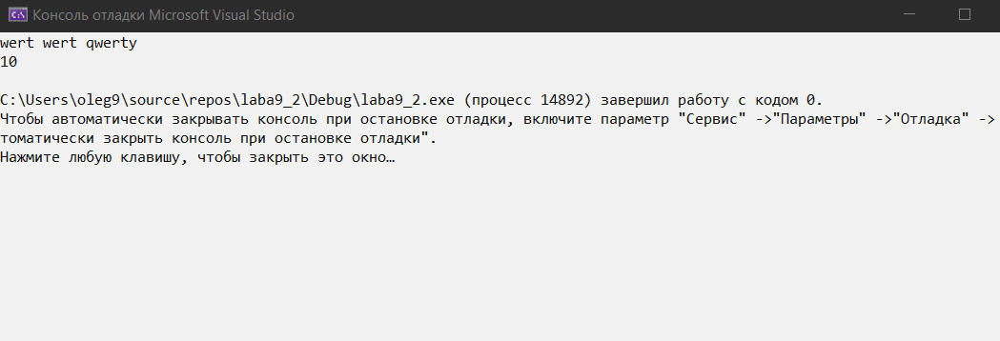 Консоль отладки Microsoft Visual Studio
wert wert qwerty
10
C:\Users\oleg9\source\repos\laba9_2\Debug\laba9_2.exe (процесс 14892) завершил работу с кодом 0.
Чтобы автоматически закрывать консоль при остановке отладки, включите параметр "Сервис" ->"Параметры" ->"Отладка" ->
томатически закрыть консоль при остановке отладки".
Нажмите любую клавишу, чтобы закрыть это окно…